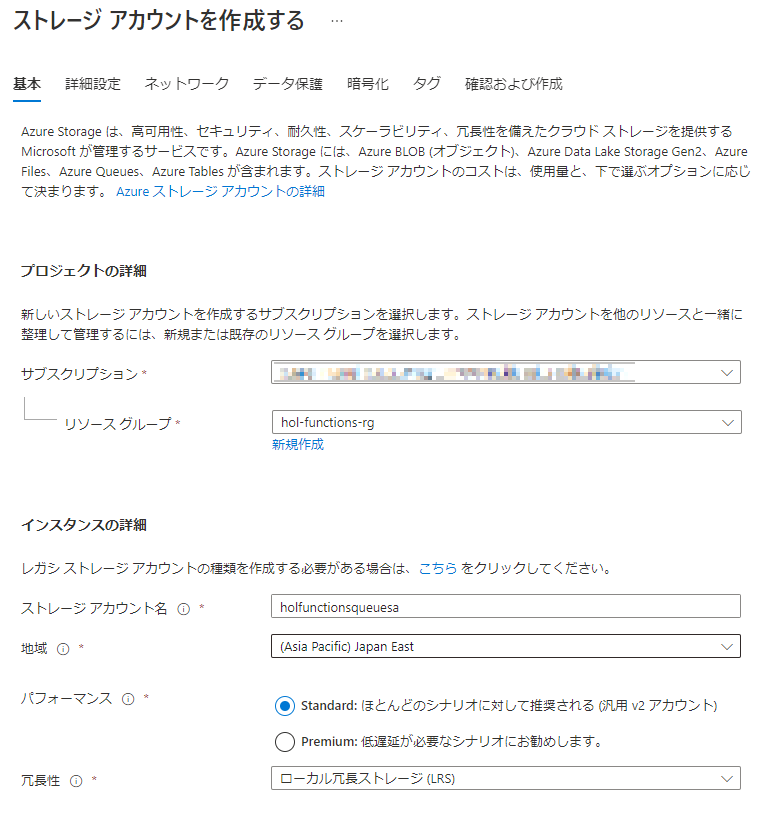 ストレージ アカウントを作成する …
基本 詳細設定 ネットワーク データ保護 暗号化 タグ 確認および作成
Azure Storage は、高可用性、セキュリティ、耐久性、スケーラビリティ、冗長性を備えたクラウド ストレージを提供する
Microsoft が管理するサービスです。Azure Storage には、Azure BLOB (オブジェクト)、Azure Data Lake Storage Gen2、Azure
Files、Azure Queues、Azure Tables が含まれます。ストレージ アカウントのコストは、使用量と、下で選ぶオプションに応じ
て決まります。 Azure ストレージ アカウントの詳細
プロジェクトの詳細
新しいストレージ アカウントを作成するサブスクリプションを選択します。ストレージ アカウントを他のリソースと一緒に
整理して管理するには、新規または既存のリソース グループを選択します。
サブスクリプション *
リソース グループ * hol-functions-rg
新規作成
インスタンスの詳細
レガシ ストレージ アカウントの種類を作成する必要がある場合は、こちら をクリックしてください。
ストレージ アカウント名 * holfunctionsqueuesa
地域 * (Asia Pacific) Japan East
パフォーマンス * Standard: ほとんどのシナリオに対して推奨される (汎用 v2 アカウント)
Premium: 低遅延が必要なシナリオにお勧めします。
冗長性 * ローカル冗長ストレージ (LRS)